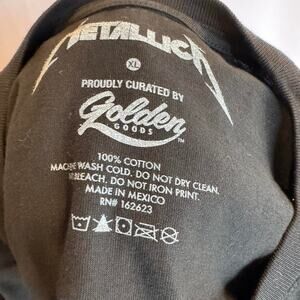 METALLICA
XL
PROUDLY CURATED BY
Golden
GOODS™
100% COTTON
MACHINE WASH COLD. DO NOT DRY CLEAN.
BLEACH. DO NOT IRON PRINT.
MADE IN MEXICO
RN# 162623